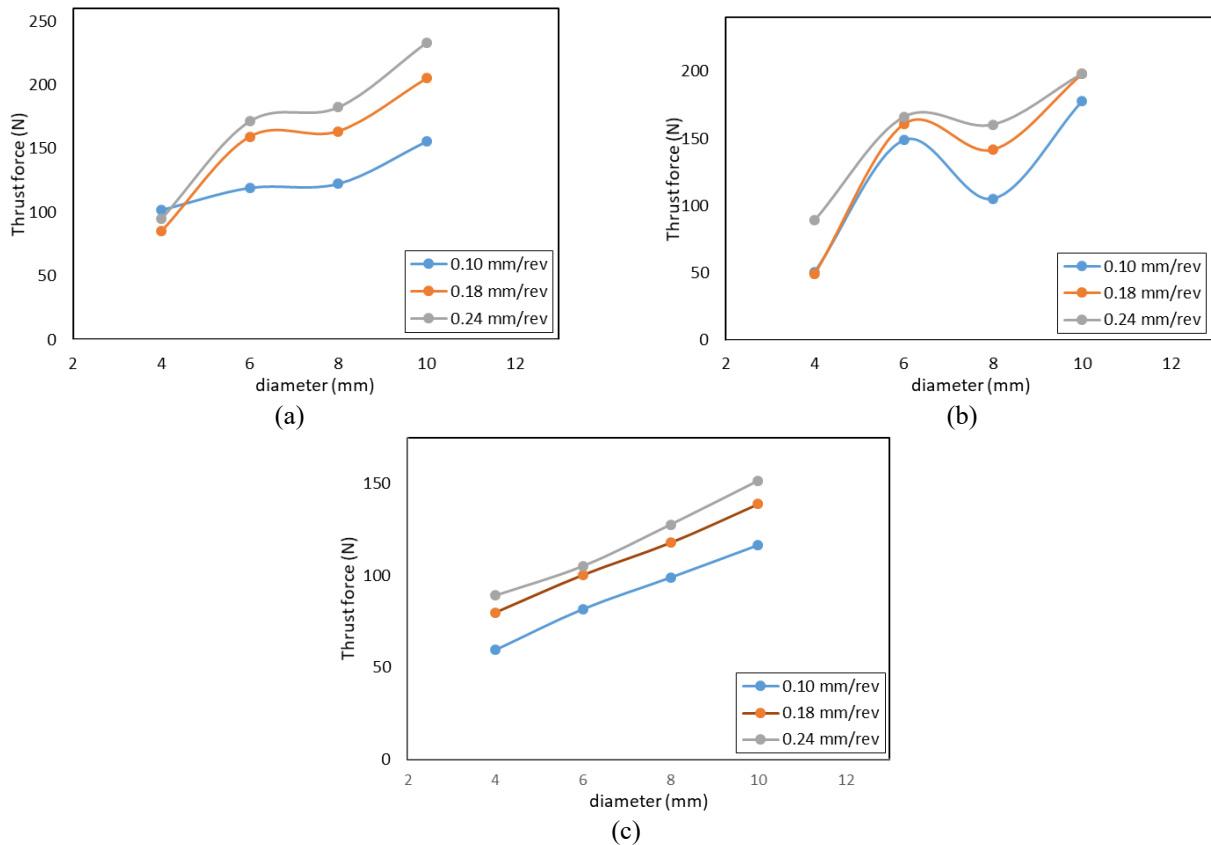 Thrust force (N)
250
200
150
100
50
0
2 4 6 8 10 12
diameter (mm)
0.10 mm/rev
0.18 mm/rev
0.24 mm/rev
(a)
Thrust force (N)
200
150
100
50
0
2 4 6 8 10 12
diameter (mm)
0.10 mm/rev
0.18 mm/rev
0.24 mm/rev
(b)
Thrust force (N)
150
100
50
0
2 4 6 8 10 12
diameter (mm)
0.10 mm/rev
0.18 mm/rev
0.24 mm/rev
(c)